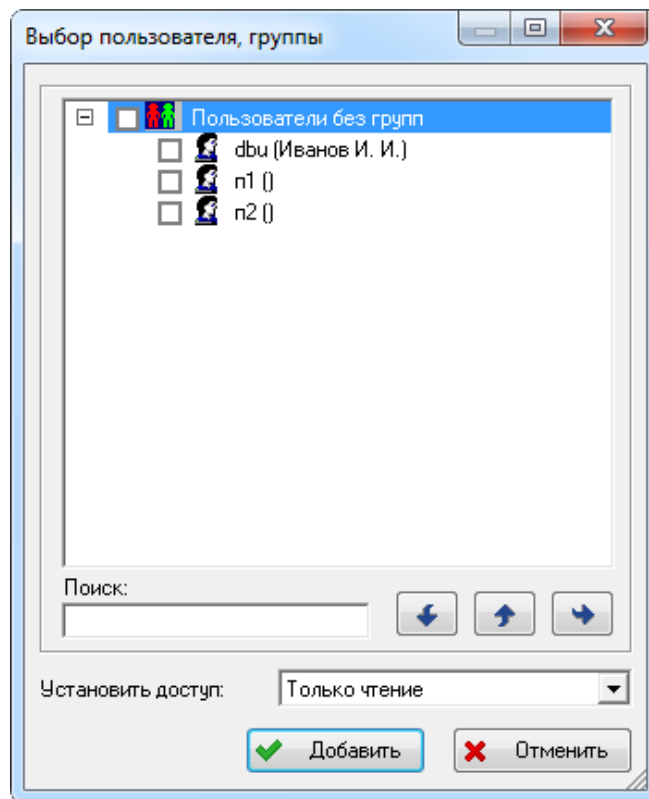 Выбор пользователя, группы
Пользователи без групп
dbu (Иванов И. И.)
п1 ()
п2 ()
Поиск:
Установить доступ: Только чтение
Добавить Отменить